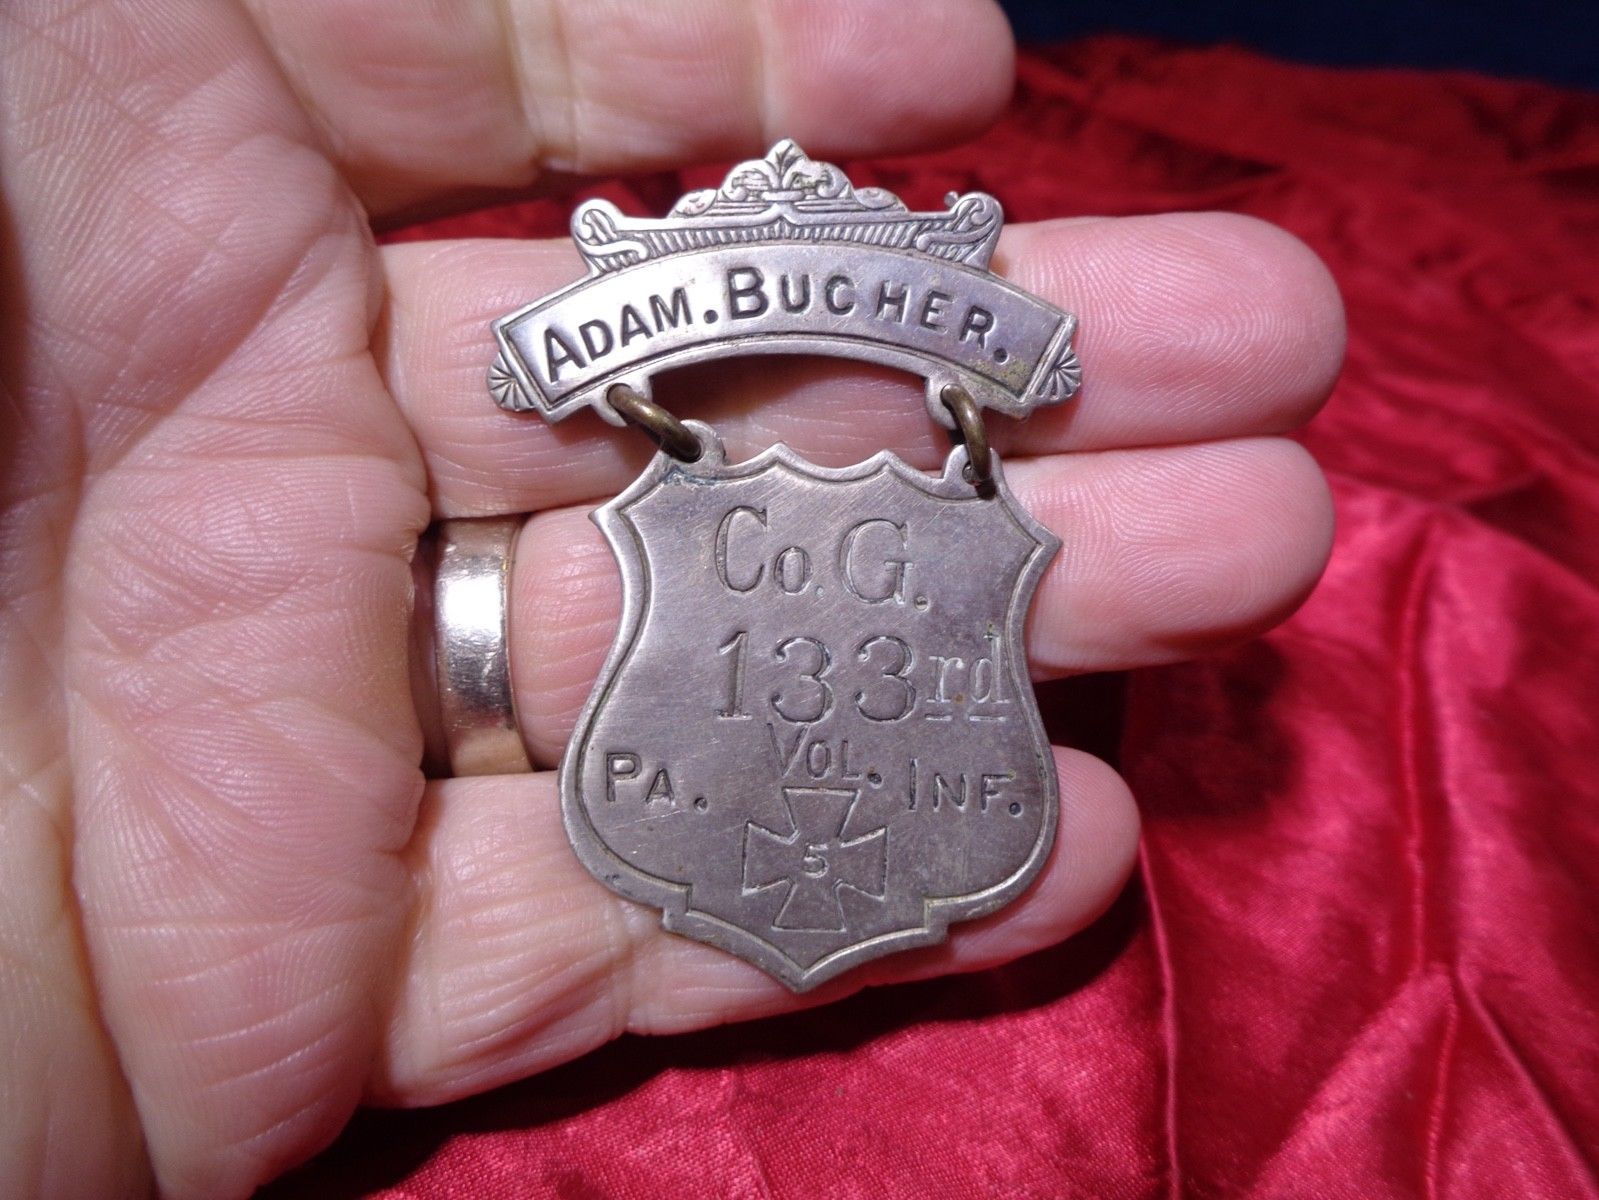 ADAM. BUCHER.
Co. G.
133rd
VOL.
PA. INF.
5